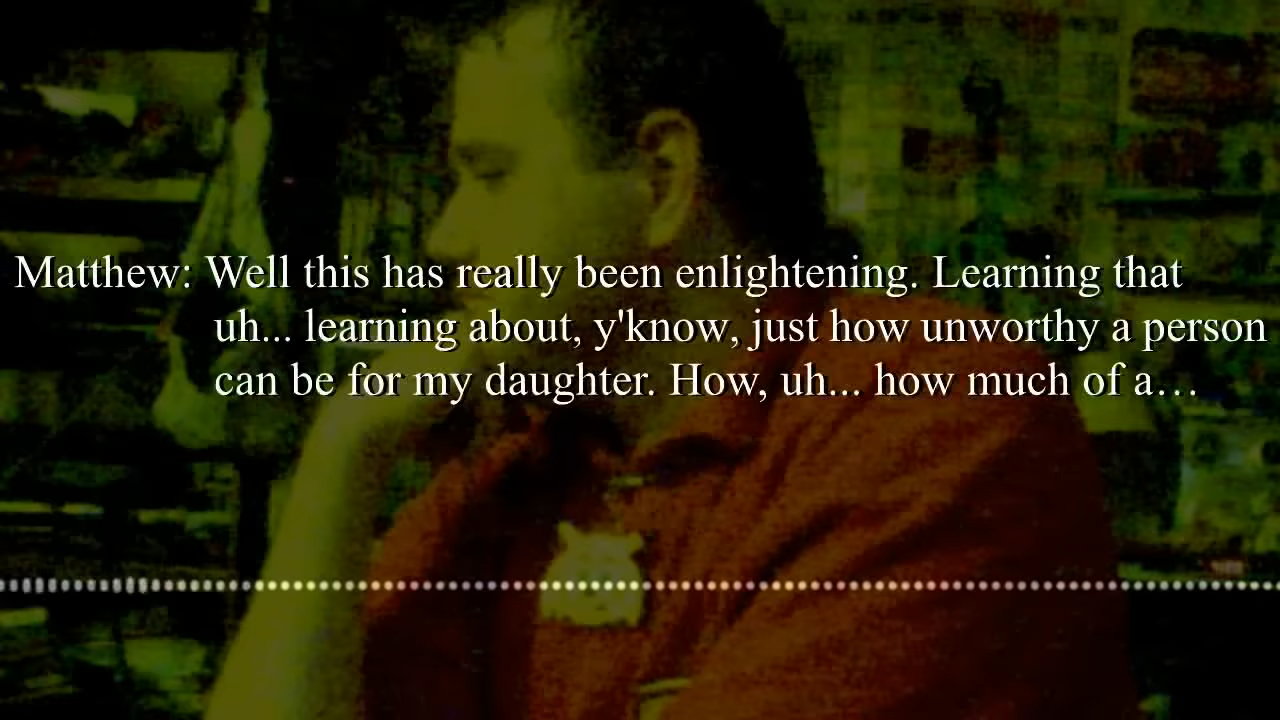 Matthew: Well this has really been enlightening. Learning that
uh... learning about, y'know, just how unworthy a person
can be for my daughter. How, uh... how much of a…